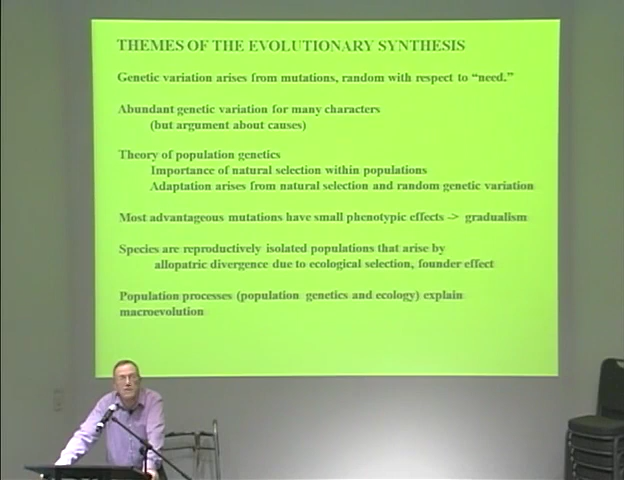 THEMES OF THE EVOLUTIONARY SYNTHESIS
Genetic variation arises from mutations, random with respect to “need.”
Abundant genetic variation for many characters
(but argument about causes)
Theory of population genetics
Importance of natural selection within populations
Adaptation arises from natural selection and random genetic variation
Most advantageous mutations have small phenotypic effects -> gradualism
Species are reproductively isolated populations that arise by
allopatric divergence due to ecological selection, founder effect
Population processes (population genetics and ecology) explain
macroevolution